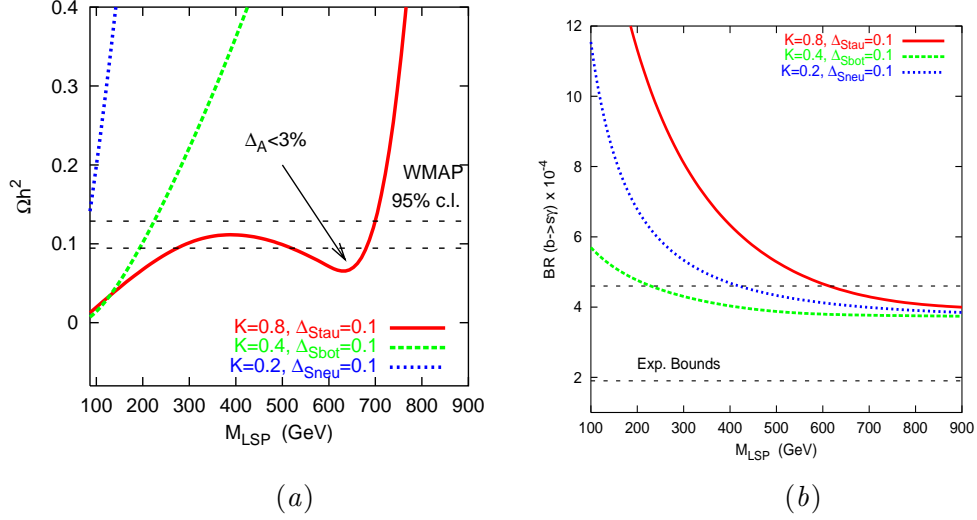 0.4
0.3
0.2
0.1
0
Ωh²
Δ_A<3%
WMAP
95% c.l.
K=0.8, Δ_Stau=0.1
K=0.4, Δ_Sbot=0.1
K=0.2, Δ_Sneu=0.1
100 200 300 400 500 600 700 800 900
M_LSP (GeV)
(a)
12
10
8
6
4
2
BR (b->sγ) x 10⁻⁴
K=0.8, Δ_Stau=0.1
K=0.4, Δ_Sbot=0.1
K=0.2, Δ_Sneu=0.1
Exp. Bounds
100 200 300 400 500 600 700 800 900
M_LSP (GeV)
(b)